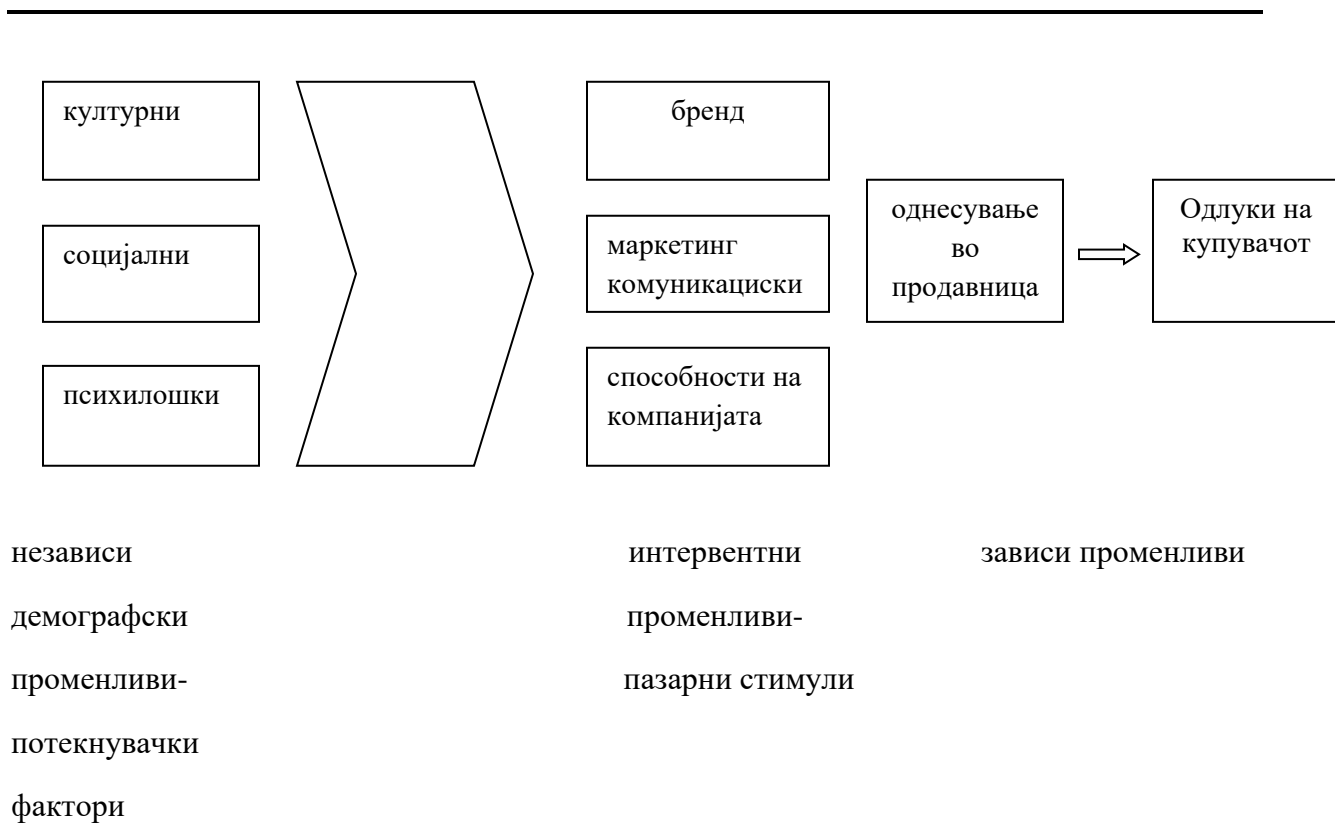 културни
социјални
психилошки
бренд
маркетинг
комуникациски
способности на
компанијата
однесување
во
продавница
Одлуки на
купувачот
независи
демографски
променливи-
потекнувачки
фактори
интервентни
променливи-
пазарни стимули
зависи променливи